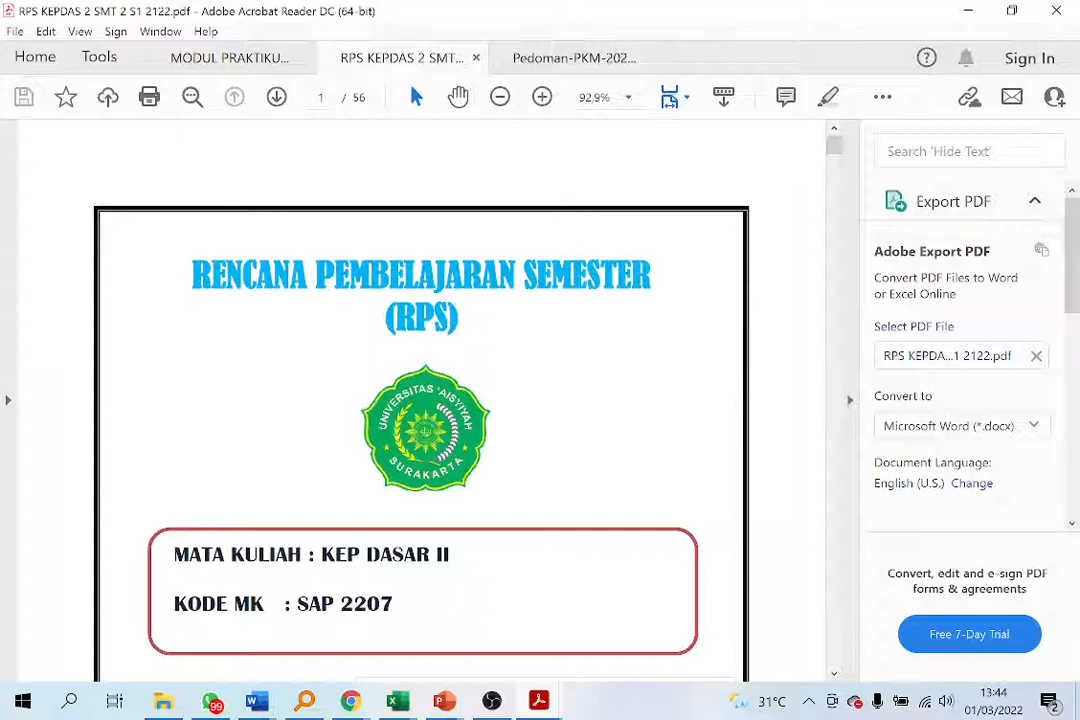 RPS KEPDAS 2 SMT 2 S1 2122.pdf - Adobe Acrobat Reader DC (64-bit)
File Edit View Sign Window Help
Home Tools MODUL PRAKTIKU... RPS KEPDAS 2 SMT... Pedoman-PKM-202... Sign In
1 / 56 92,9%
Search 'Hide Text'
Export PDF
Adobe Export PDF
Convert PDF Files to Word
or Excel Online
Select PDF File
RPS KEPDA...1 2122.pdf
Convert to
Microsoft Word (*.docx)
Document Language:
English (U.S.) Change
Convert, edit and e-sign PDF
forms & agreements
Free 7-Day Trial
RENCANA PEMBELAJARAN SEMESTER
(RPS)
UNIVERSITAS 'AISYIYAH
SURAKARTA
MATA KULIAH : KEP DASAR II
KODE MK : SAP 2207
99
31°C
13:44
01/03/2022
2